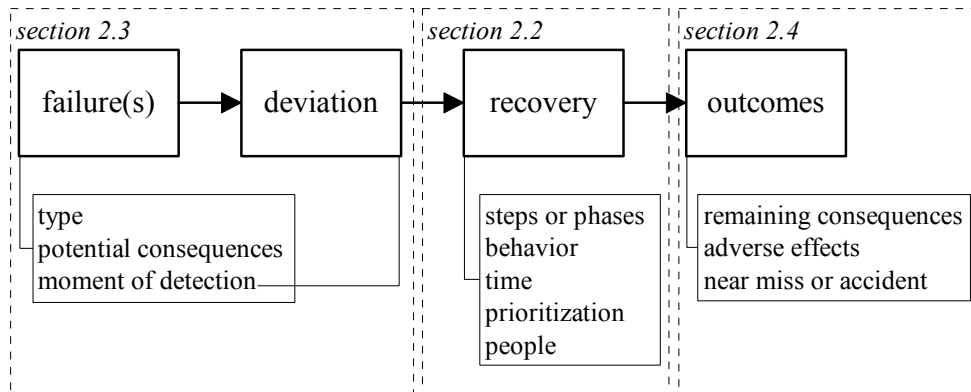 section 2.3
section 2.2
section 2.4
failure(s)
deviation
recovery
outcomes
type
potential consequences
moment of detection
steps or phases
behavior
time
prioritization
people
remaining consequences
adverse effects
near miss or accident